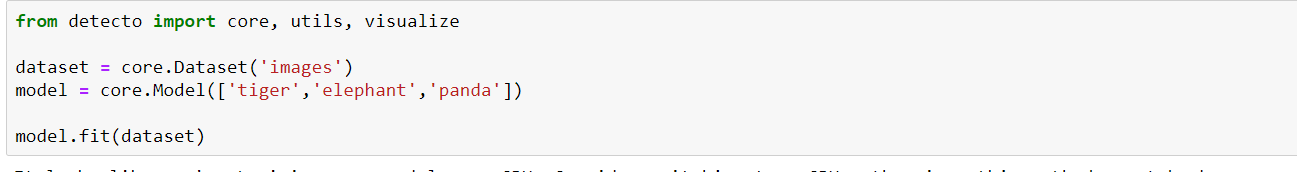 from detecto import core, utils, visualize
dataset = core.Dataset('images')
model = core.Model(['tiger','elephant','panda'])
model.fit(dataset)